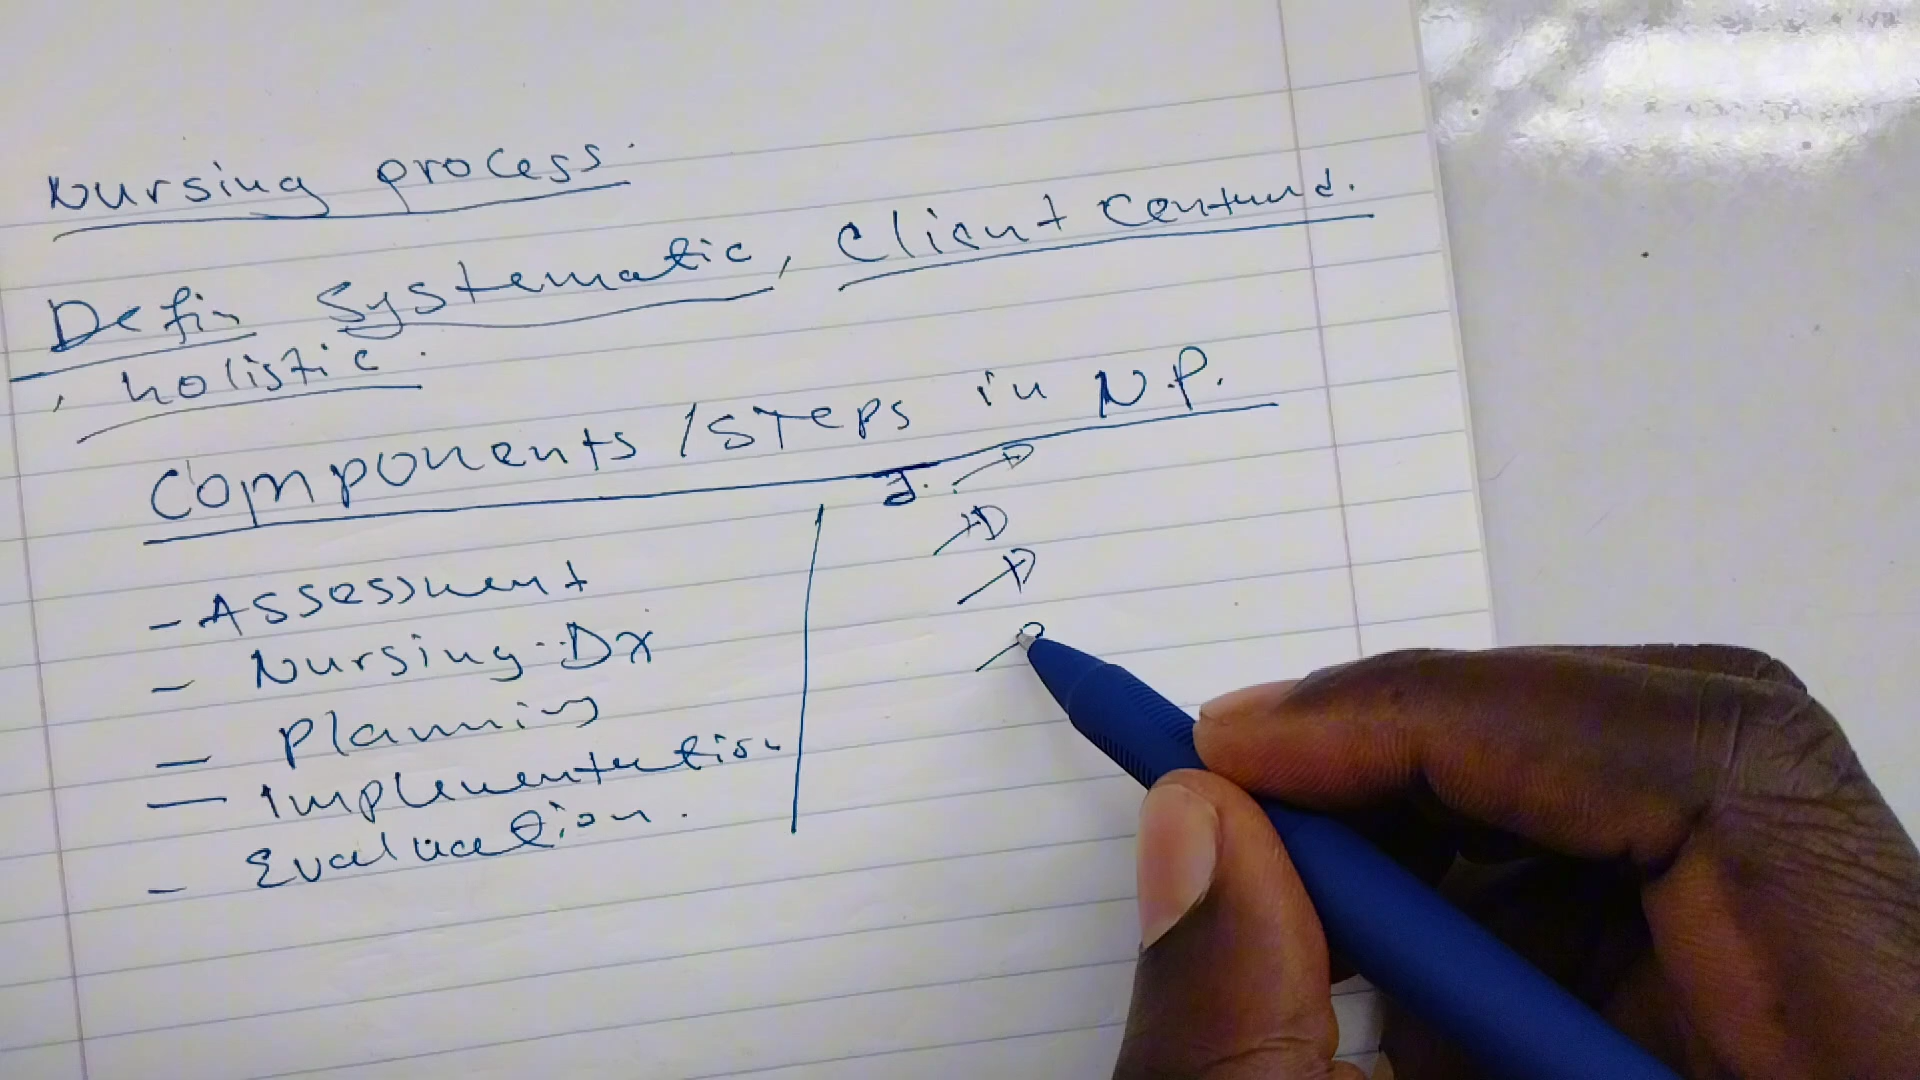 Nursing process.
Defin Systematic, Client Centered.
, holistic.
Components / steps in N.P.
- Assessment
- Nursing Dx
- Planning
- Implementation
- Evaluation.